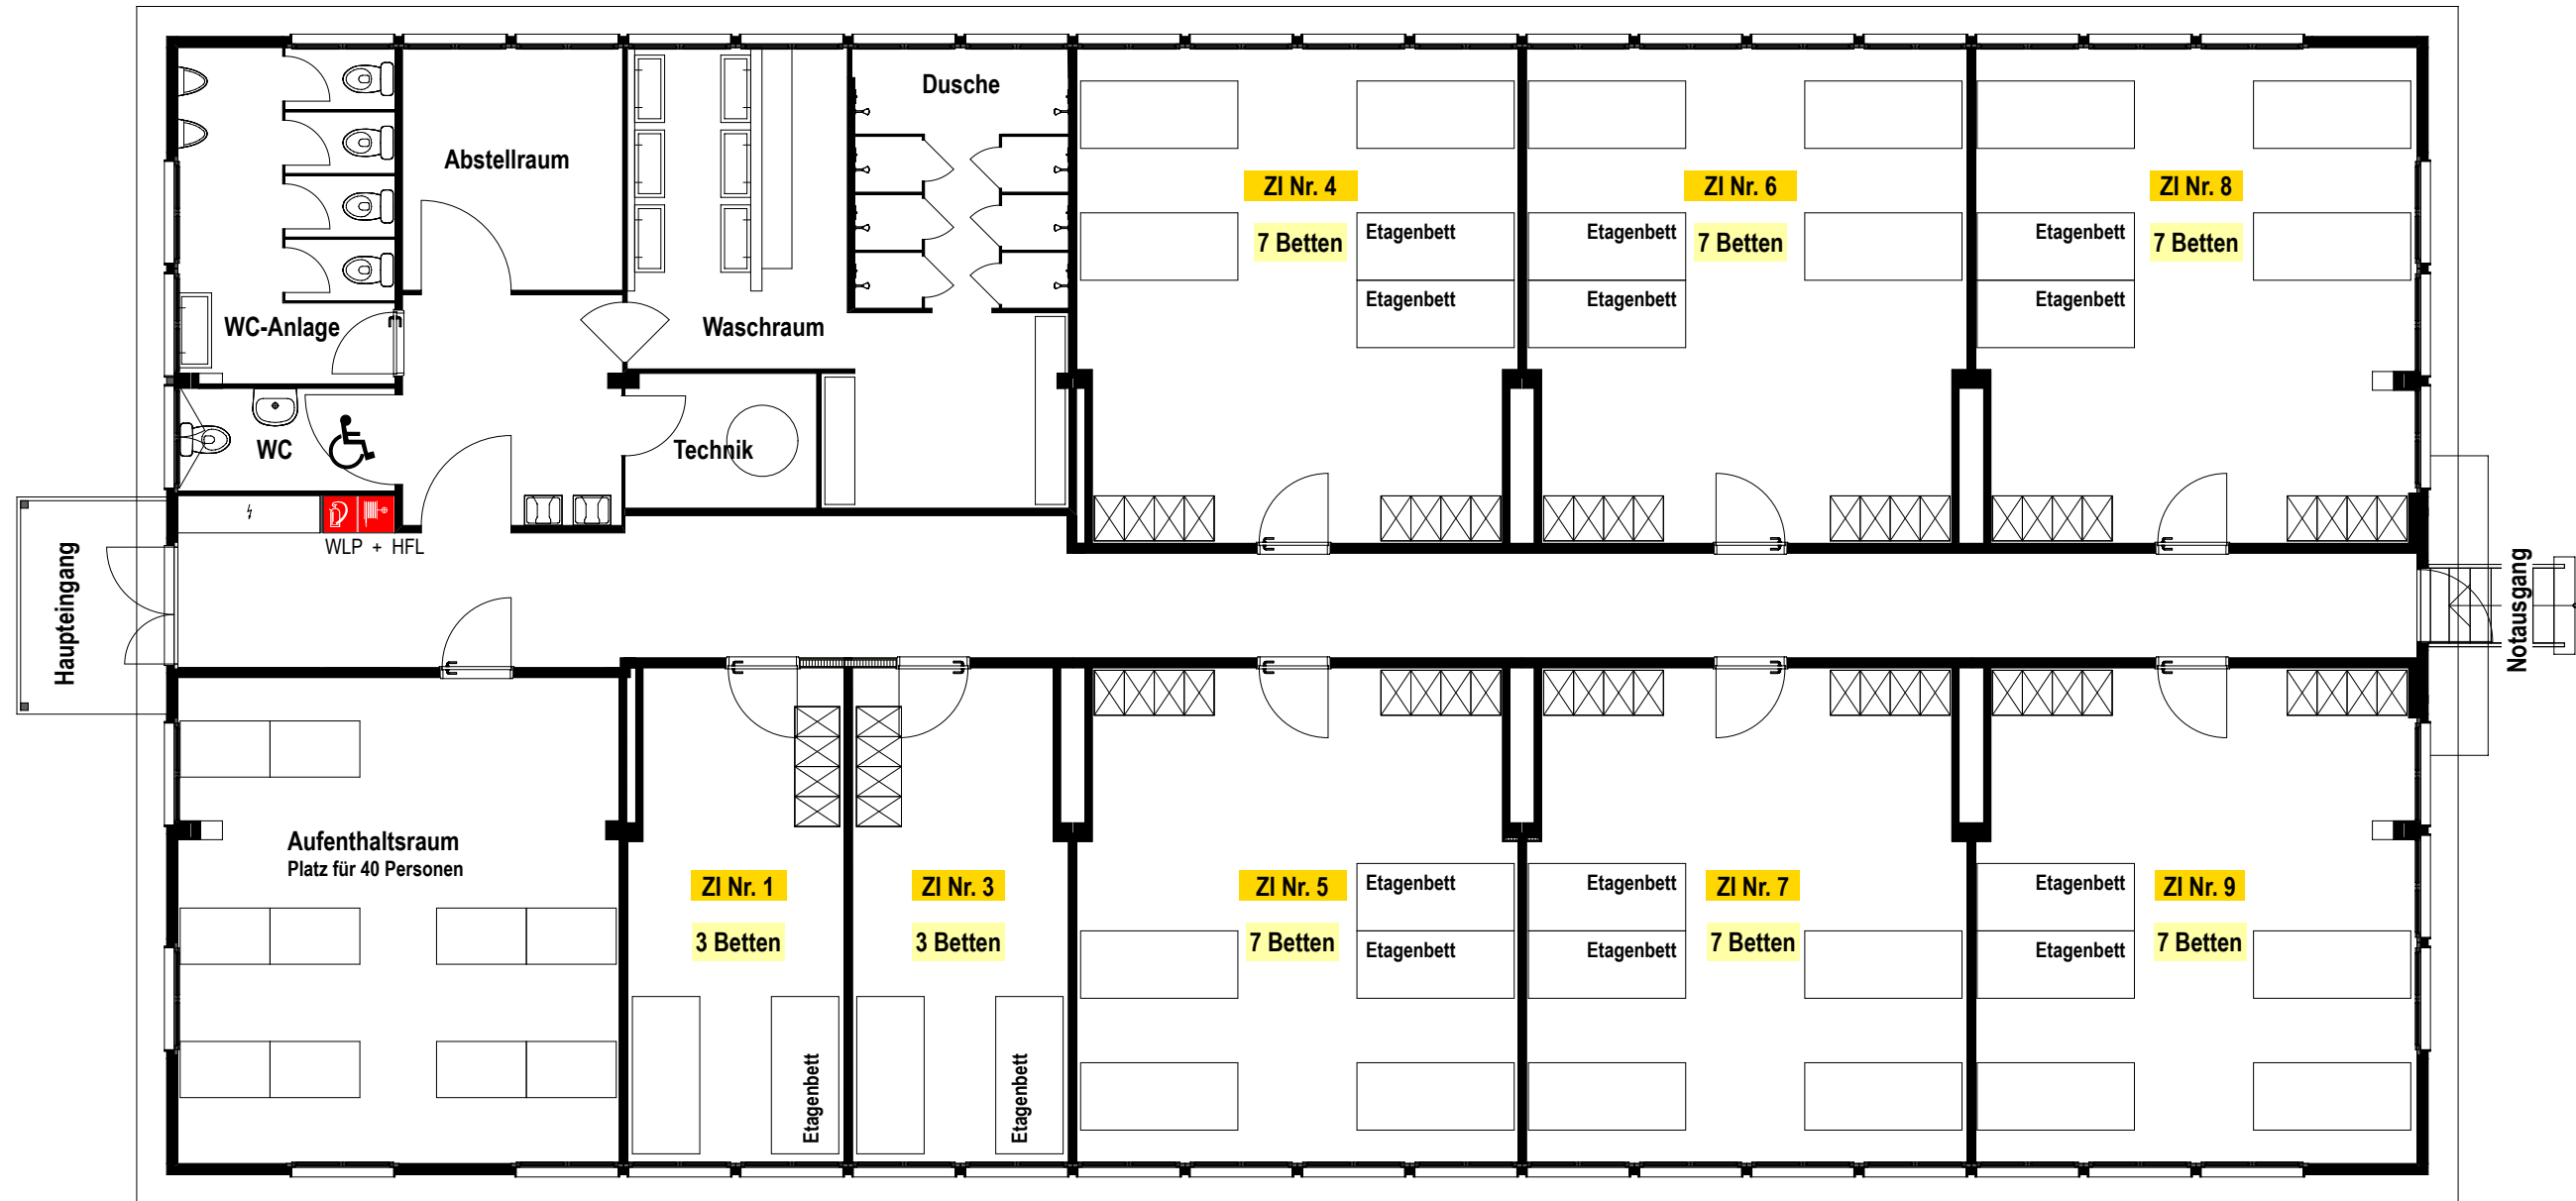 Dusche
Abstellraum
ZI Nr. 4
ZI Nr. 6
ZI Nr. 8
7 Betten
Etagenbett
Etagenbett
7 Betten
Etagenbett
7 Betten
Etagenbett
Etagenbett
Etagenbett
WC-Anlage
Waschraum
WC
Technik
WLP + HFL
Haupteingang
Notausgang
Aufenthaltsraum
Platz für 40 Personen
ZI Nr. 1
ZI Nr. 3
ZI Nr. 5
ZI Nr. 7
ZI Nr. 9
Etagenbett
Etagenbett
Etagenbett
3 Betten
3 Betten
7 Betten
Etagenbett
Etagenbett
7 Betten
Etagenbett
7 Betten
Etagenbett
Etagenbett